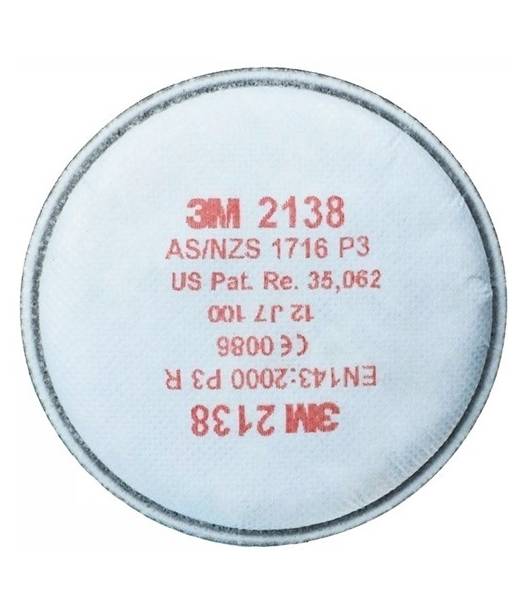 3M 2138
AS/NZS 1716 P3
US Pat. Re. 35,062
12 J7 100
CE 0086
EN143:2000 P3 R
3M 2138